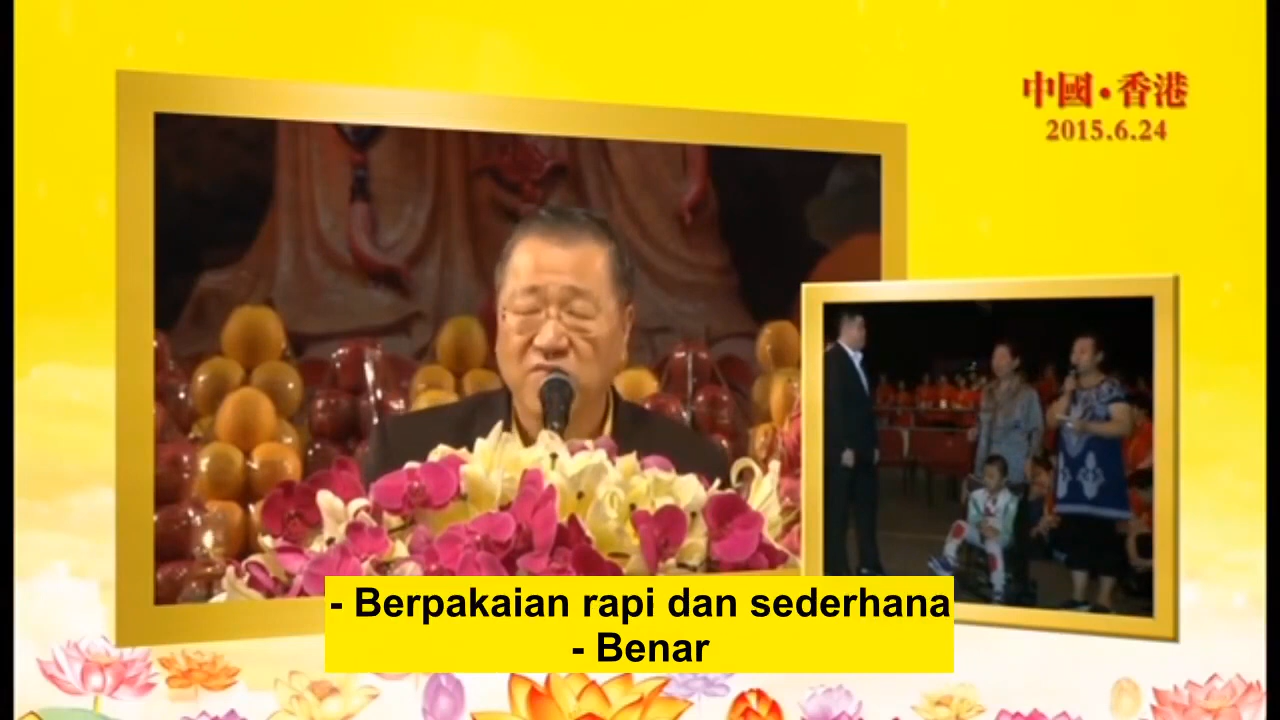 中國·香港
2015.6.24
- Berpakaian rapi dan sederhana
- Benar